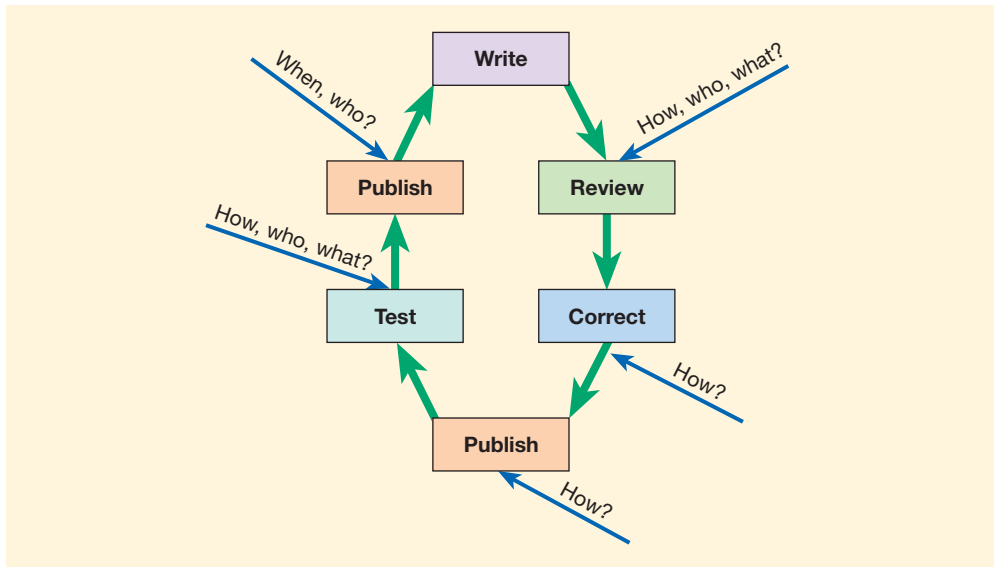 Write
When, who?
How, who, what?
Publish
Review
How, who, what?
Test
Correct
How?
Publish
How?